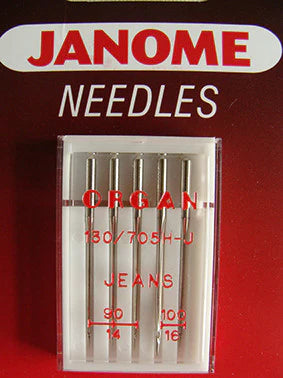 JANOME
NEEDLES
ORGAN
130/705H-J
JEANS
90 100
14 16